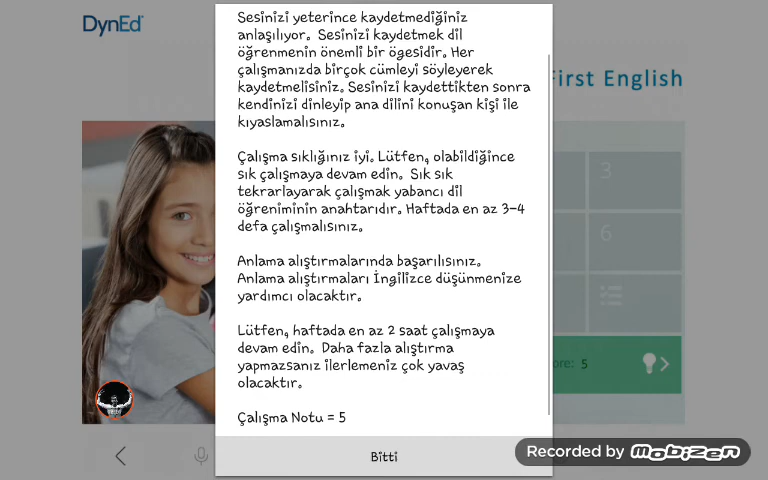 DynEd
First English
Sesinizi yeterince kaydetmediğiniz
anlaşılıyor. Sesinizi kaydetmek dil
öğrenmenin önemli bir ögesidir. Her
çalışmanızda birçok cümleyi söyleyerek
kaydetmelisiniz. Sesinizi kaydettikten sonra
kendinizi dinleyip ana dilini konuşan kişi ile
kıyaslamalısınız.
Çalışma sıklığınız iyi. Lütfen, olabildiğince
sık çalışmaya devam edin. Sık sık
tekrarlayarak çalışmak yabancı dil
öğreniminin anahtarıdır. Haftada en az 3-4
defa çalışmalısınız.
Anlama alıştırmalarında başarılısınız.
Anlama alıştırmaları İngilizce düşünmenize
yardımcı olacaktır.
Lütfen, haftada en az 2 saat çalışmaya
devam edin. Daha fazla alıştırma
yapmazsanız ilerlemeniz çok yavaş
olacaktır.
Çalışma Notu = 5
3
6
ore: 5
Bitti
Recorded by Mobizen